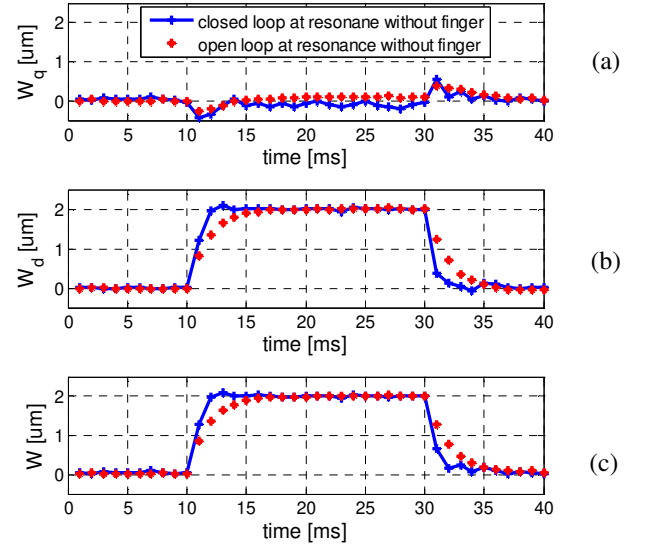 closed loop at resonane without finger
open loop at resonance without finger
W_q [um]
2
1
0
0 5 10 15 20 25 30 35 40
time [ms]
(a)
W_d [um]
2
1
0
0 5 10 15 20 25 30 35 40
time [ms]
(b)
W [um]
2
1
0
0 5 10 15 20 25 30 35 40
time [ms]
(c)